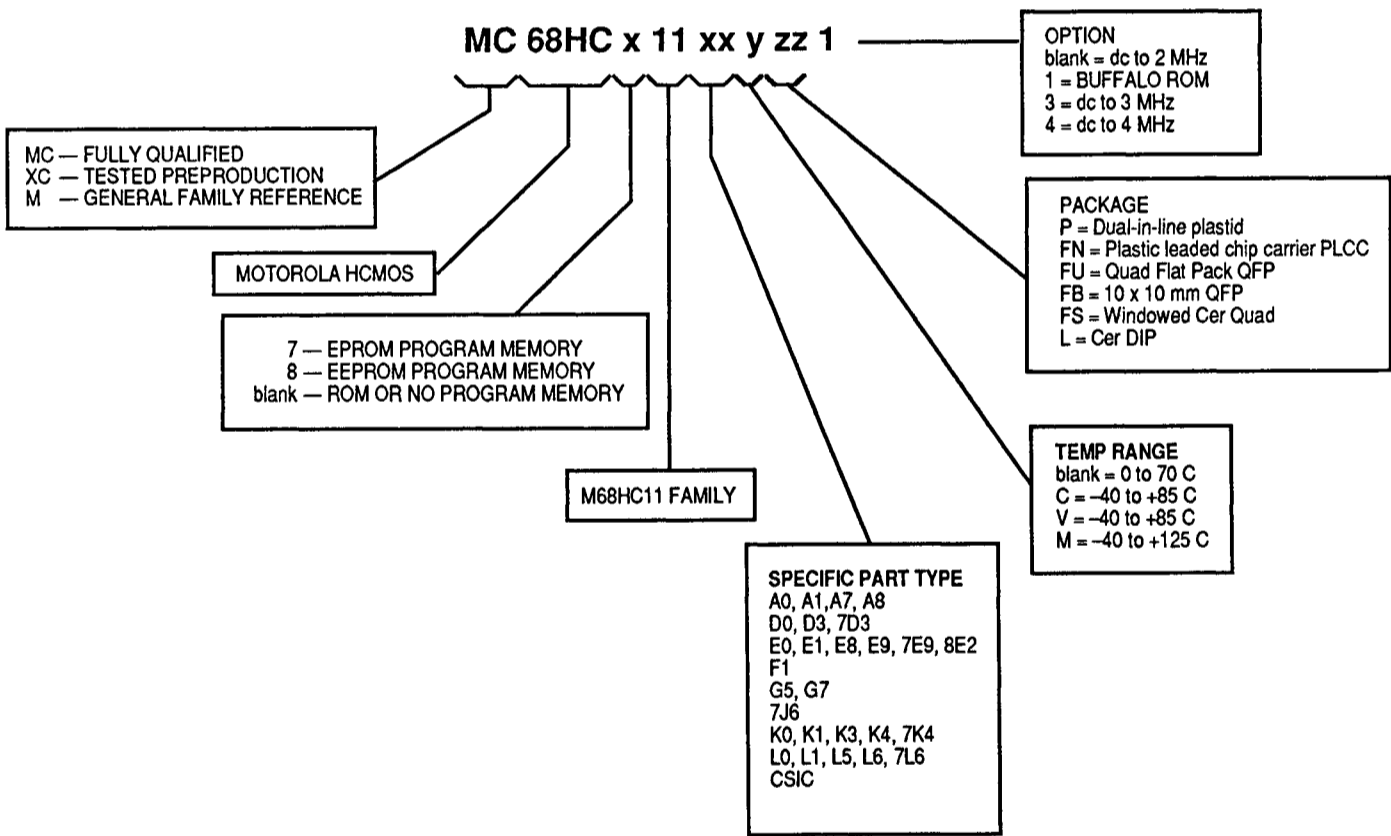 MC 68HC x 11 xx y zz 1
OPTION
blank = dc to 2 MHz
1 = BUFFALO ROM
3 = dc to 3 MHz
4 = dc to 4 MHz
MC — FULLY QUALIFIED
XC — TESTED PREPRODUCTION
M — GENERAL FAMILY REFERENCE
PACKAGE
P = Dual-in-line plastid
FN = Plastic leaded chip carrier PLCC
FU = Quad Flat Pack QFP
FB = 10 x 10 mm QFP
FS = Windowed Cer Quad
L = Cer DIP
MOTOROLA HCMOS
7 — EPROM PROGRAM MEMORY
8 — EEPROM PROGRAM MEMORY
blank — ROM OR NO PROGRAM MEMORY
M68HC11 FAMILY
TEMP RANGE
blank = 0 to 70 C
C = –40 to +85 C
V = –40 to +85 C
M = –40 to +125 C
SPECIFIC PART TYPE
A0, A1,A7, A8
D0, D3, 7D3
E0, E1, E8, E9, 7E9, 8E2
F1
G5, G7
7J6
K0, K1, K3, K4, 7K4
L0, L1, L5, L6, 7L6
CSIC